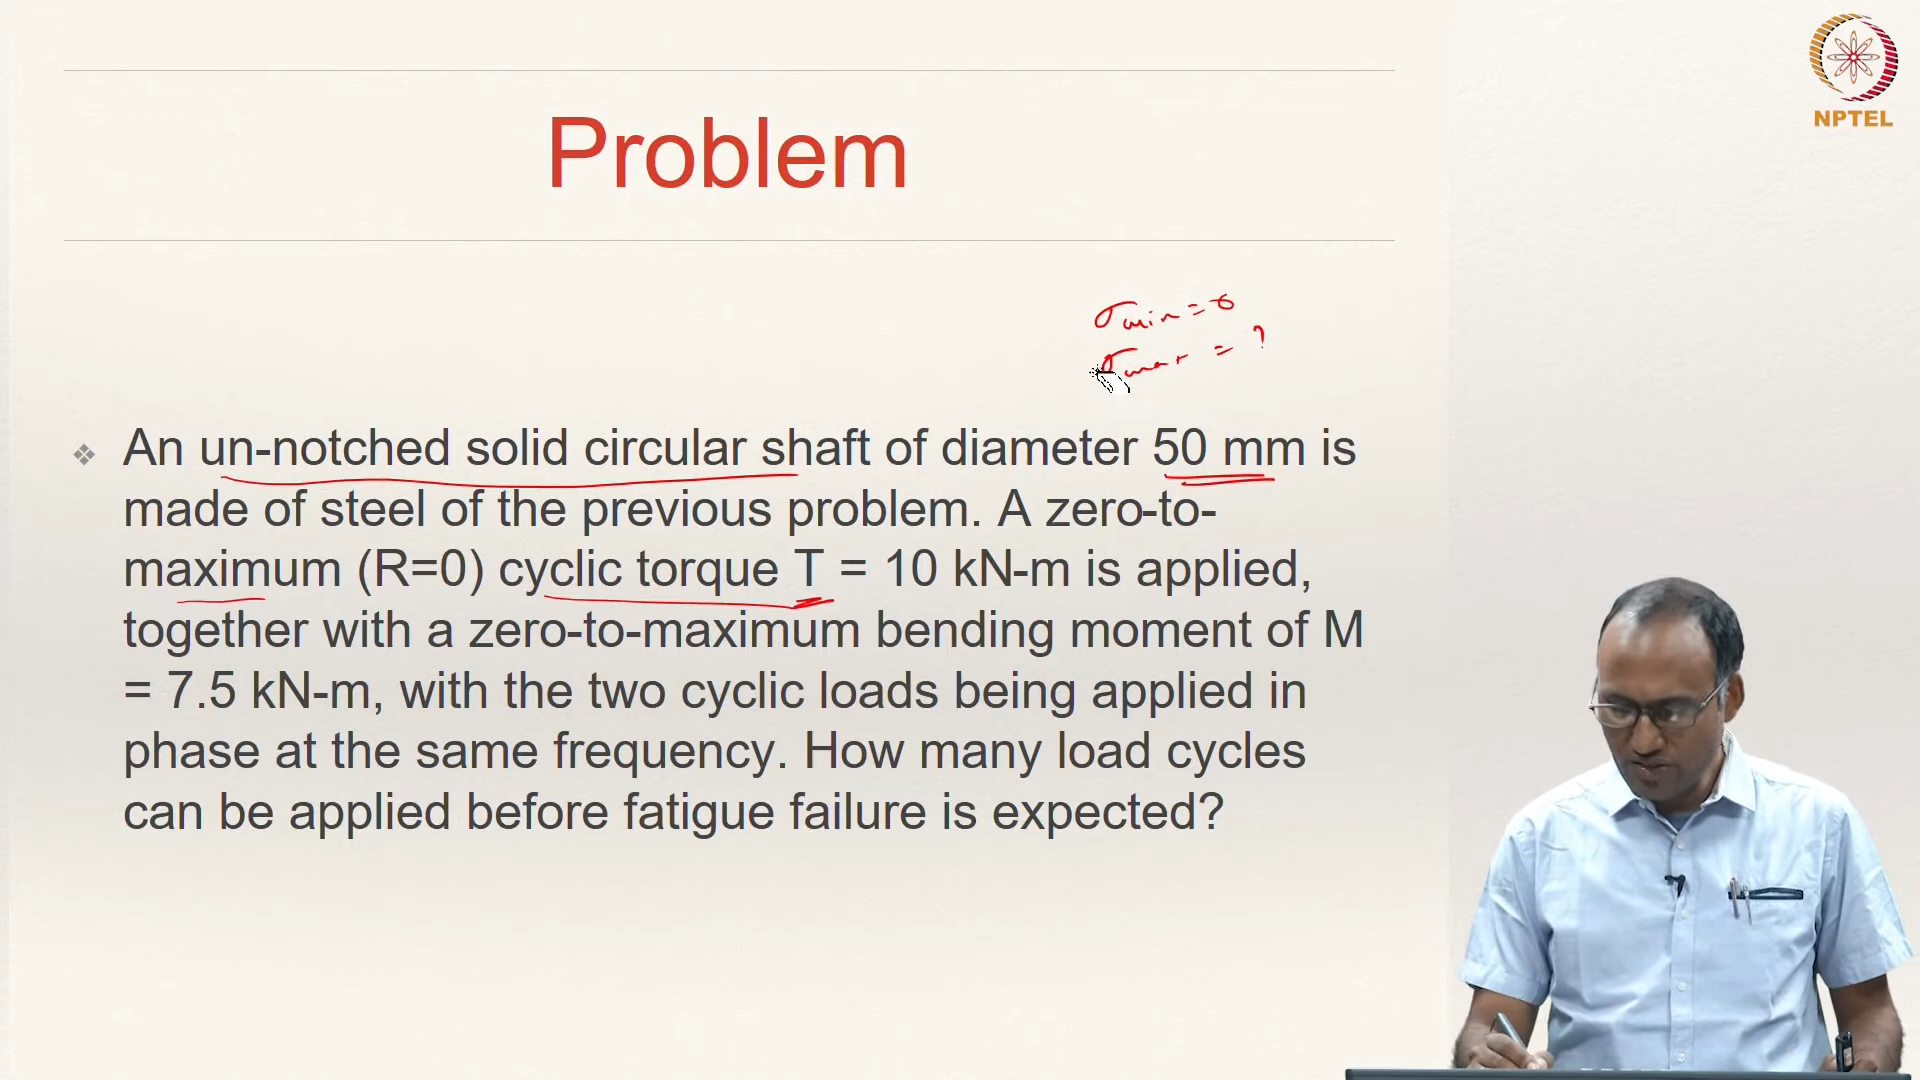 NPTEL
Problem
σmin = 0
σmax = ?
An un-notched solid circular shaft of diameter 50 mm is
made of steel of the previous problem. A zero-to-
maximum (R=0) cyclic torque T = 10 kN-m is applied,
together with a zero-to-maximum bending moment of M
= 7.5 kN-m, with the two cyclic loads being applied in
phase at the same frequency. How many load cycles
can be applied before fatigue failure is expected?